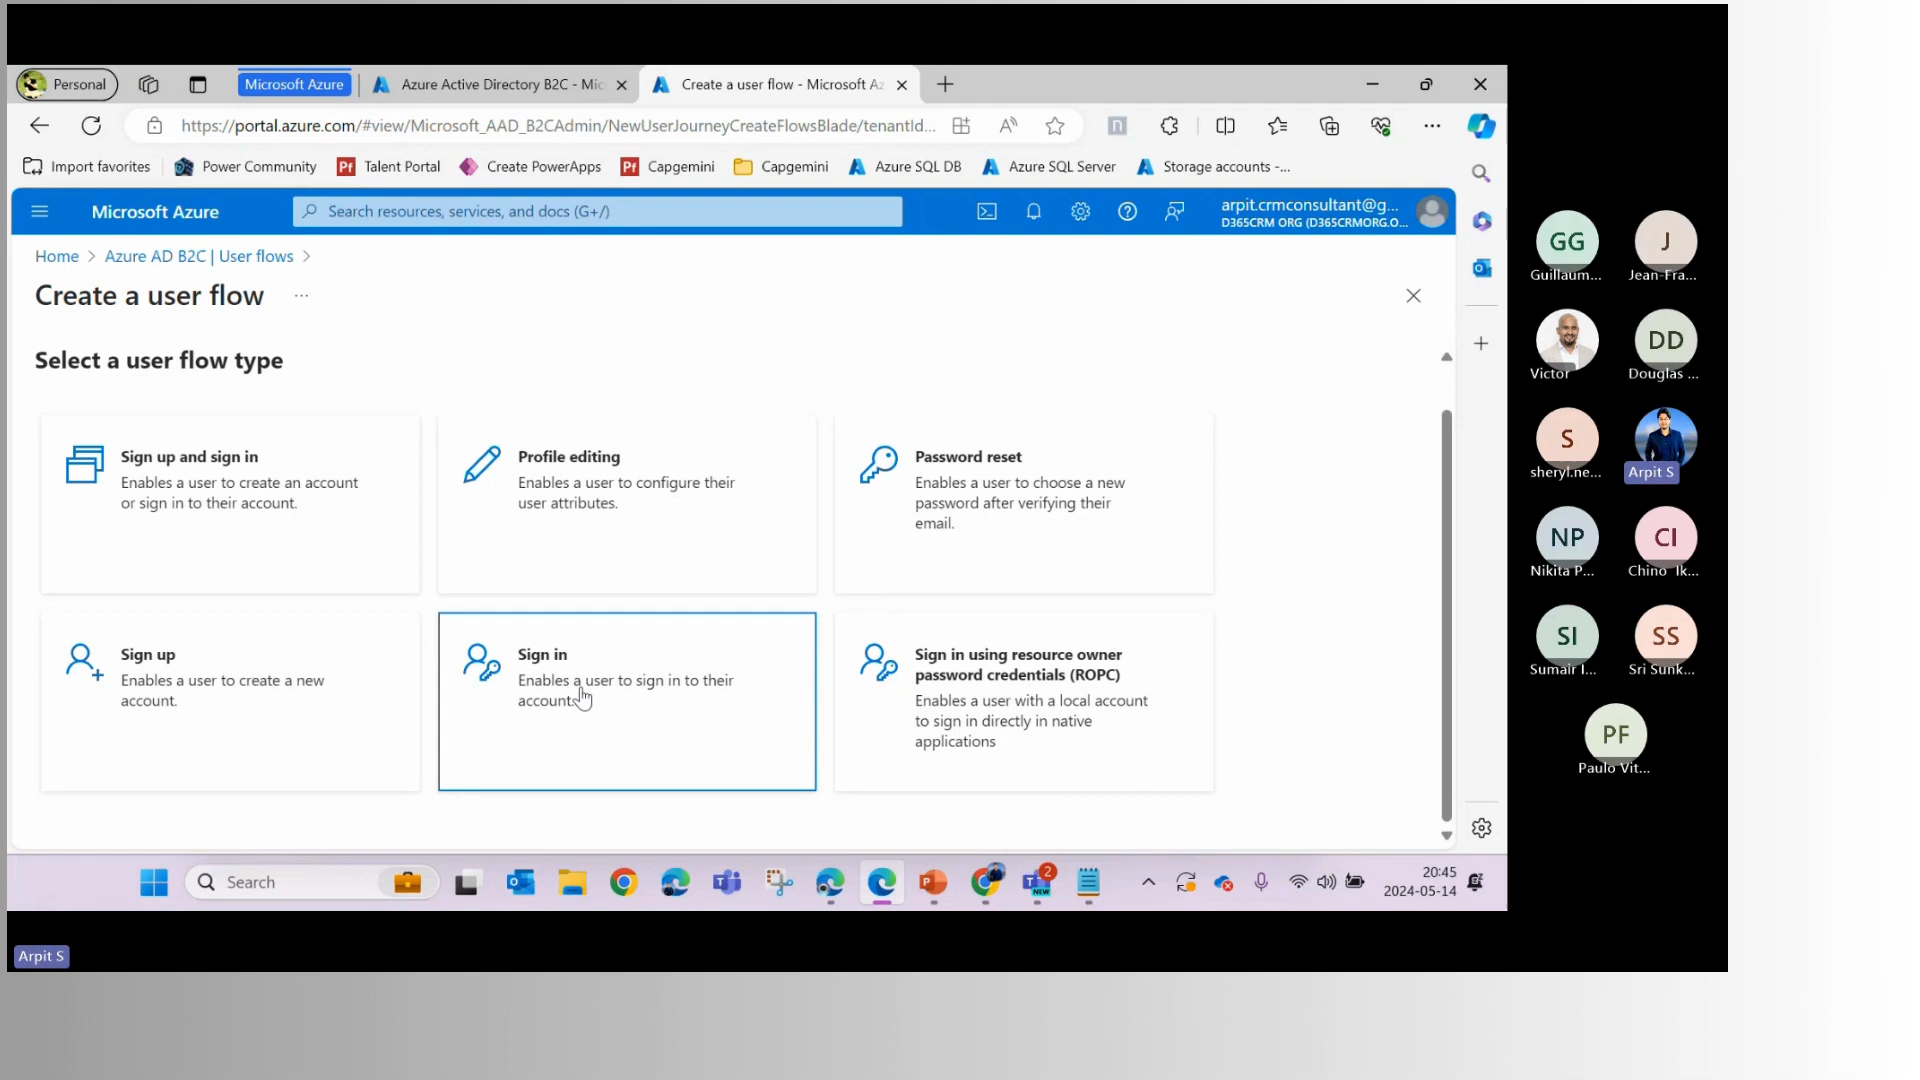 Personal
Microsoft Azure
Azure Active Directory B2C - Mic
Create a user flow - Microsoft Az
https://portal.azure.com/#view/Microsoft_AAD_B2CAdmin/NewUserJourneyCreateFlowsBlade/tenantId...
Import favorites
Power Community
Talent Portal
Create PowerApps
Capgemini
Capgemini
Azure SQL DB
Azure SQL Server
Storage accounts -...
Microsoft Azure
Search resources, services, and docs (G+/)
arpit.crmconsultant@g...
D365CRM ORG (D365CRMORG.O...
Home > Azure AD B2C | User flows >
Create a user flow ...
Select a user flow type
Sign up and sign in
Enables a user to create an account
or sign in to their account.
Profile editing
Enables a user to configure their
user attributes.
Password reset
Enables a user to choose a new
password after verifying their
email.
Sign up
Enables a user to create a new
account.
Sign in
Enables a user to sign in to their
account.
Sign in using resource owner
password credentials (ROPC)
Enables a user with a local account
to sign in directly in native
applications
Search
2
NEW
20:45
2024-05-14
GG
Guillaum...
J
Jean-Fra...
Victor
DD
Douglas ...
S
sheryl.ne...
Arpit S
NP
Nikita P...
CI
Chino Ik...
SI
Sumair I...
SS
Sri Sunk...
PF
Paulo Vit...
Arpit S